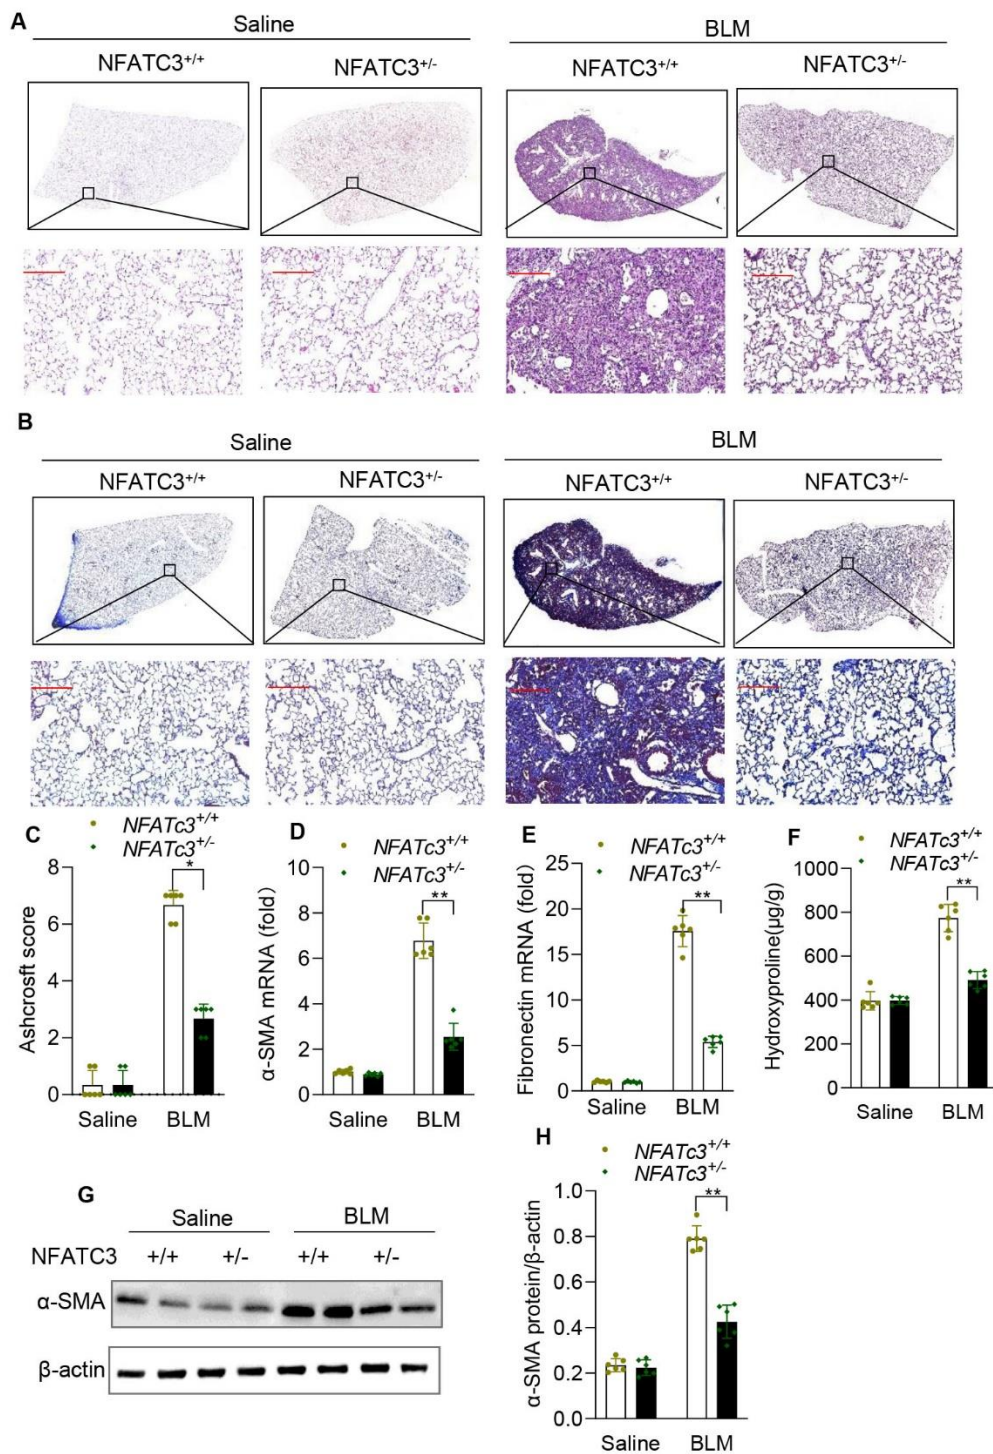 A
Saline
BLM
NFATC3+/+
NFATC3+/-
NFATC3+/+
NFATC3+/-
B
Saline
BLM
NFATC3+/+
NFATC3+/-
NFATC3+/+
NFATC3+/-
C
NFATc3+/+
NFATc3+/-
Ashcrosft score
8
6
4
2
0
*
Saline
BLM
D
NFATc3+/+
NFATc3+/-
α-SMA mRNA (fold)
10
8
6
4
2
0
**
Saline
BLM
E
NFATc3+/+
NFATc3+/-
Fibronectin mRNA (fold)
25
20
15
10
5
0
**
Saline
BLM
F
NFATc3+/+
NFATc3+/-
Hydroxyproline(µg/g)
1000
800
600
400
200
0
**
Saline
BLM
G
Saline
BLM
NFATC3 +/+ +/- +/+ +/-
α-SMA
β-actin
H
NFATc3+/+
NFATc3+/-
α-SMA protein/β-actin
1.0
0.8
0.6
0.4
0.2
0.0
**
Saline
BLM